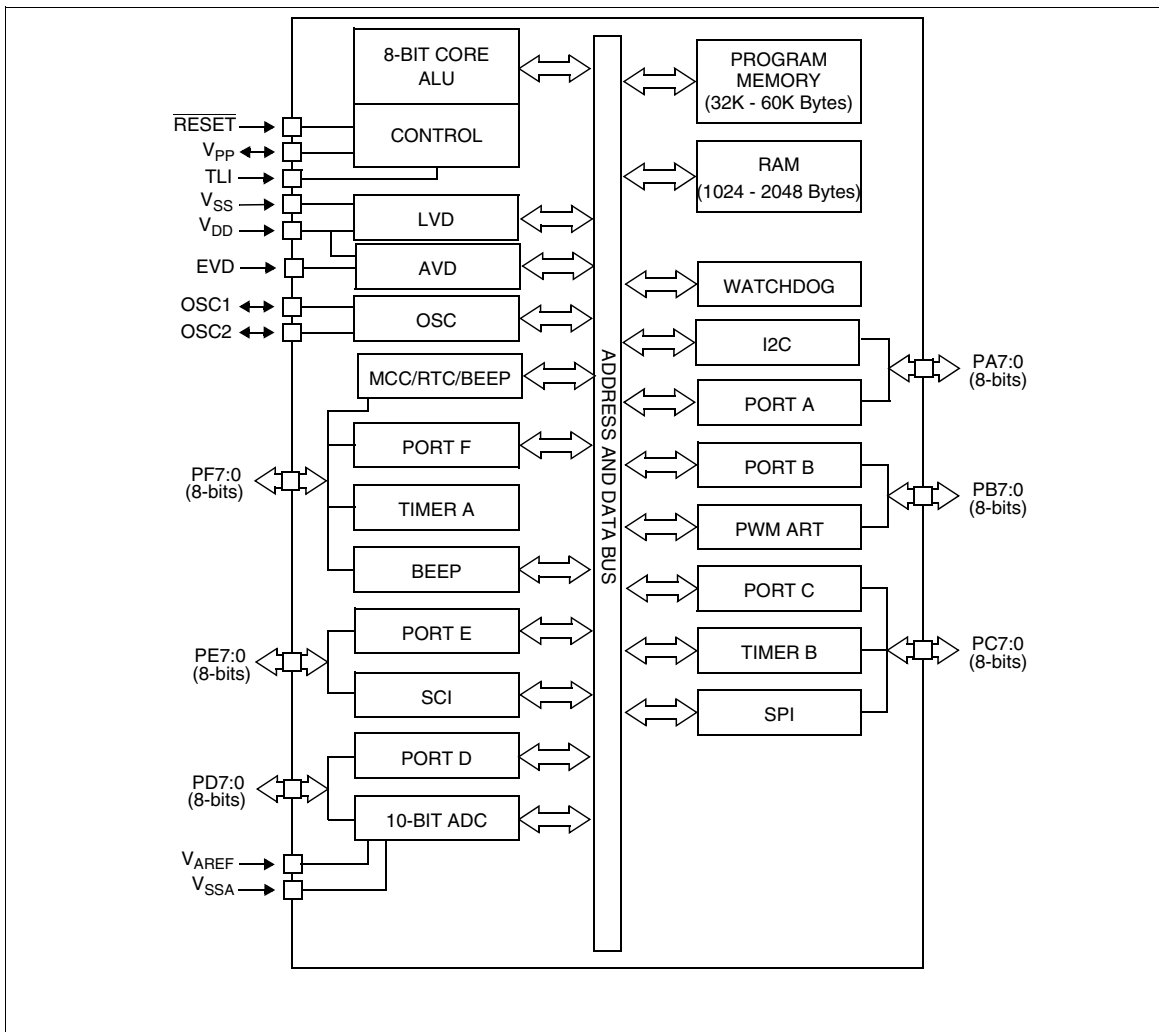 8-BIT CORE
ALU
CONTROL
RESET
VPP
TLI
VSS
VDD
EVD
OSC1
OSC2
LVD
AVD
OSC
MCC/RTC/BEEP
PORT F
TIMER A
BEEP
PF7:0
(8-bits)
PORT E
SCI
PE7:0
(8-bits)
PORT D
10-BIT ADC
PD7:0
(8-bits)
VAREF
VSSA
ADDRESS AND DATA BUS
PROGRAM
MEMORY
(32K - 60K Bytes)
RAM
(1024 - 2048 Bytes)
WATCHDOG
I2C
PORT A
PA7:0
(8-bits)
PORT B
PWM ART
PB7:0
(8-bits)
PORT C
TIMER B
SPI
PC7:0
(8-bits)